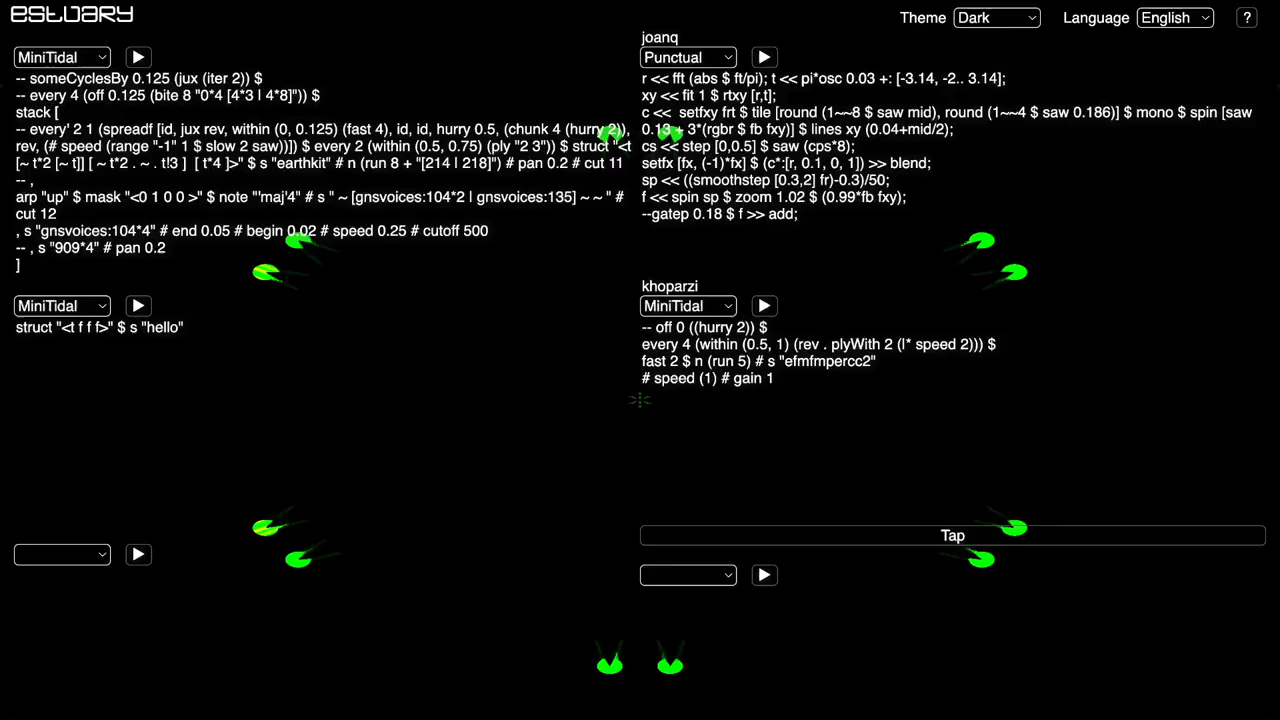 estuary
Theme Dark Language English ?
MiniTidal
-- someCyclesBy 0.125 (jux (iter 2)) $
-- every 4 (off 0.125 (bite 8 "0*4 [4*3 | 4*8]")) $
stack [
-- every' 2 1 (spreadf [id, jux rev, within (0, 0.125) (fast 4), id, id, hurry 0.5, (chunk 4 (hurry 2)),
rev, (# speed (range "-1" 1 $ slow 2 saw))]) $ every 2 (within (0.5, 0.75) (ply "2 3")) $ struct "<t
[~ t*2 [~ t]] [ ~ t*2 . ~ . t!3 ] [ t*4 ]>" $ s "earthkit" # n (run 8 + "[214 | 218]") # pan 0.2 # cut 11
-- ,
arp "up" $ mask "<0 1 0 0 >" $ note "'maj'4" # s " ~ [gnsvoices:104*2 | gnsvoices:135] ~ ~ " #
cut 12
, s "gnsvoices:104*4" # end 0.05 # begin 0.02 # speed 0.25 # cutoff 500
-- , s "909*4" # pan 0.2
]
MiniTidal
struct "<t f f f>" $ s "hello"
joanq
Punctual
r << fft (abs $ ft/pi); t << pi*osc 0.03 +: [-3.14, -2.. 3.14];
xy << fit 1 $ rtxy [r,t];
c << setfxy frt $ tile [round (1~~8 $ saw mid), round (1~~4 $ saw 0.186)] $ mono $ spin [saw
0.13 + 3*(rgbr $ fb fxy)] $ lines xy (0.04+mid/2);
cs << step [0,0.5] $ saw (cps*8);
setfx [fx, (-1)*fx] $ (c*:[r, 0.1, 0, 1]) >> blend;
sp << ((smoothstep [0.3,2] fr)-0.3)/50;
f << spin sp $ zoom 1.02 $ (0.99*fb fxy);
--gatep 0.18 $ f >> add;
khoparzi
MiniTidal
-- off 0 ((hurry 2)) $
every 4 (within (0.5, 1) (rev . plyWith 2 (|* speed 2))) $
fast 2 $ n (run 5) # s "efmfmpercc2"
# speed (1) # gain 1
Tap